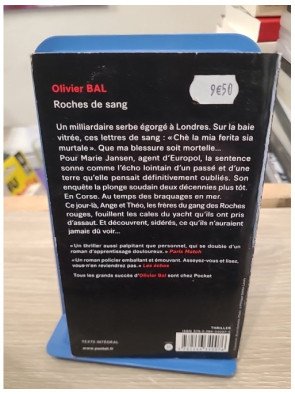 Olivier BAL
9€50
Roches de sang
Un milliardaire serbe égorgé à Londres. Sur la baie
vitrée, ces lettres de sang : « Chè la mia ferita sia
murtale ». Que ma blessure soit mortelle...
Pour Marie Jansen, agent d'Europol, la sentence
sonne comme l'écho lointain d'un passé et d'une
terre qu'elle pensait définitivement oubliés. Son
enquête la plonge soudain deux décennies plus tôt.
En Corse. Au temps des braquages en mer.
Ce jour-là, Ange et Théo, les frères du gang des Roches
rouges, fouillent les cales du yacht qu'ils ont pris
d'assaut. Et découvrent, sidérés, ce qu'ils n'auraient
jamais dû voir...
« Un thriller aussi palpitant que personnel, qui se double d'un
roman d'apprentissage douloureux. » Paris Match
« Un roman policier emballant et émouvant. Asseyez-vous et lisez,
vous n'en reviendrez pas. » Les échos
Tous les grands succès d'Olivier Bal sont chez Pocket
THRILLER
ISBN
TEXTE INTÉGRAL
www.pocket.fr